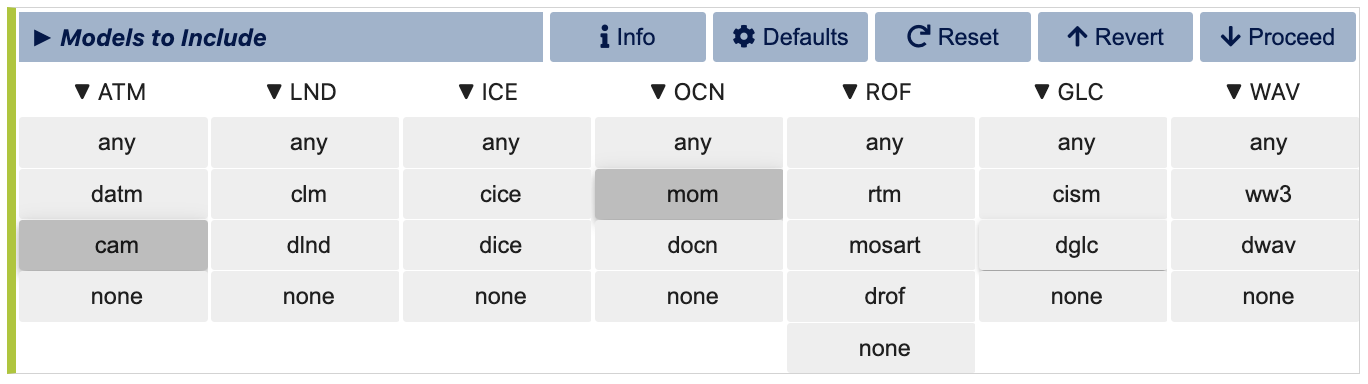 ▶ Models to Include Info Defaults Reset Revert Proceed
▼ ATM ▼ LND ▼ ICE ▼ OCN ▼ ROF ▼ GLC ▼ WAV
any any any any any any any
datm clm cice mom rtm cism ww3
cam dlnd dice docn mosart dglc dwav
none none none none drof none none
none